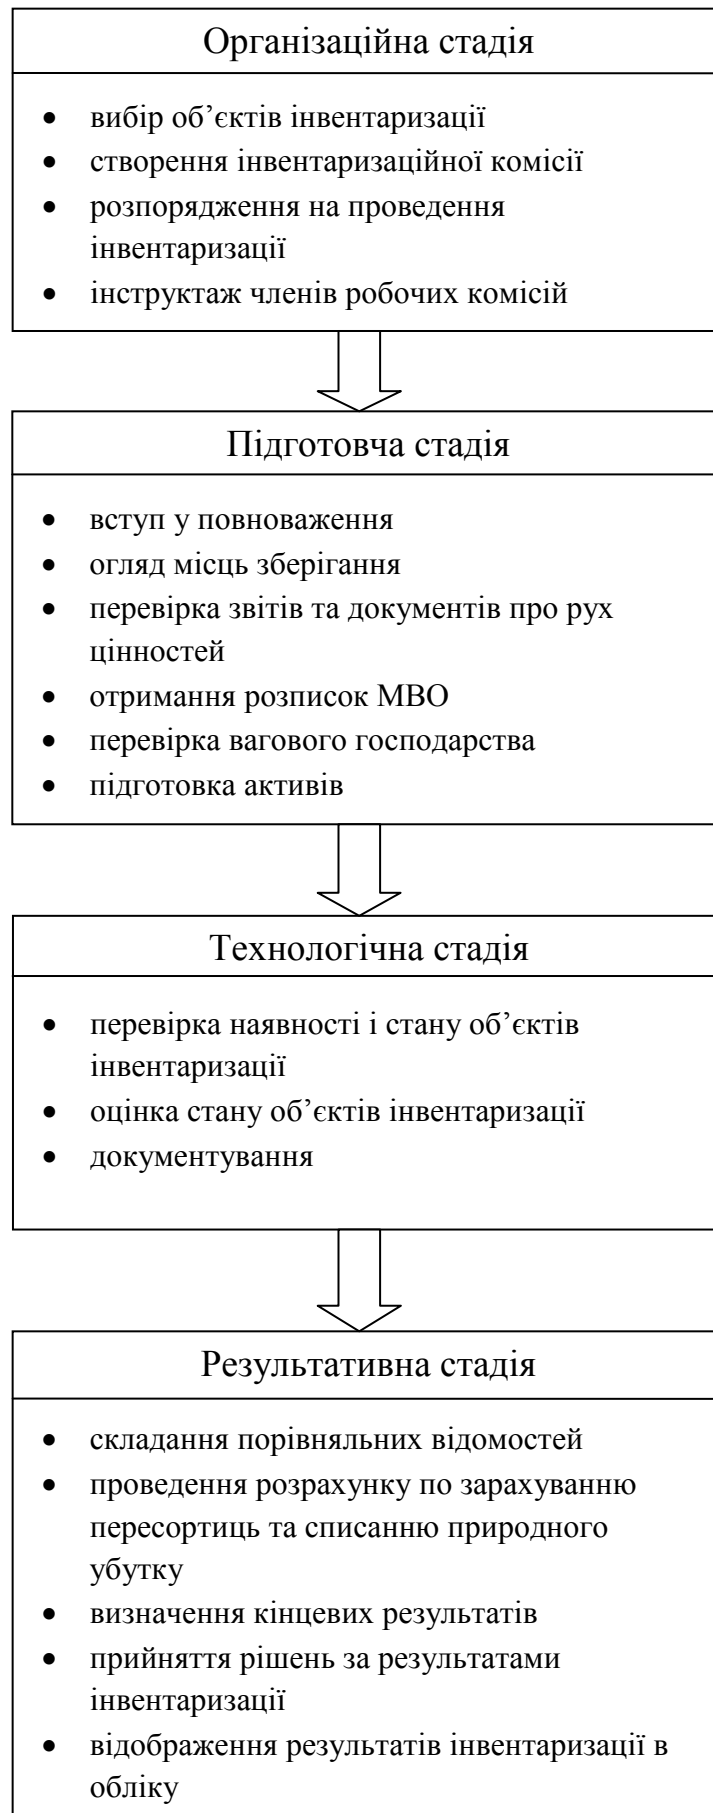 Організаційна стадія
• вибір об’єктів інвентаризації
• створення інвентаризаційної комісії
• розпорядження на проведення
інвентаризації
• інструктаж членів робочих комісій
Підготовча стадія
• вступ у повноваження
• огляд місць зберігання
• перевірка звітів та документів про рух
цінностей
• отримання розписок МВО
• перевірка вагового господарства
• підготовка активів
Технологічна стадія
• перевірка наявності і стану об’єктів
інвентаризації
• оцінка стану об’єктів інвентаризації
• документування
Результативна стадія
• складання порівняльних відомостей
• проведення розрахунку по зарахуванню
пересортиць та списанню природного
убутку
• визначення кінцевих результатів
• прийняття рішень за результатами
інвентаризації
• відображення результатів інвентаризації в
обліку